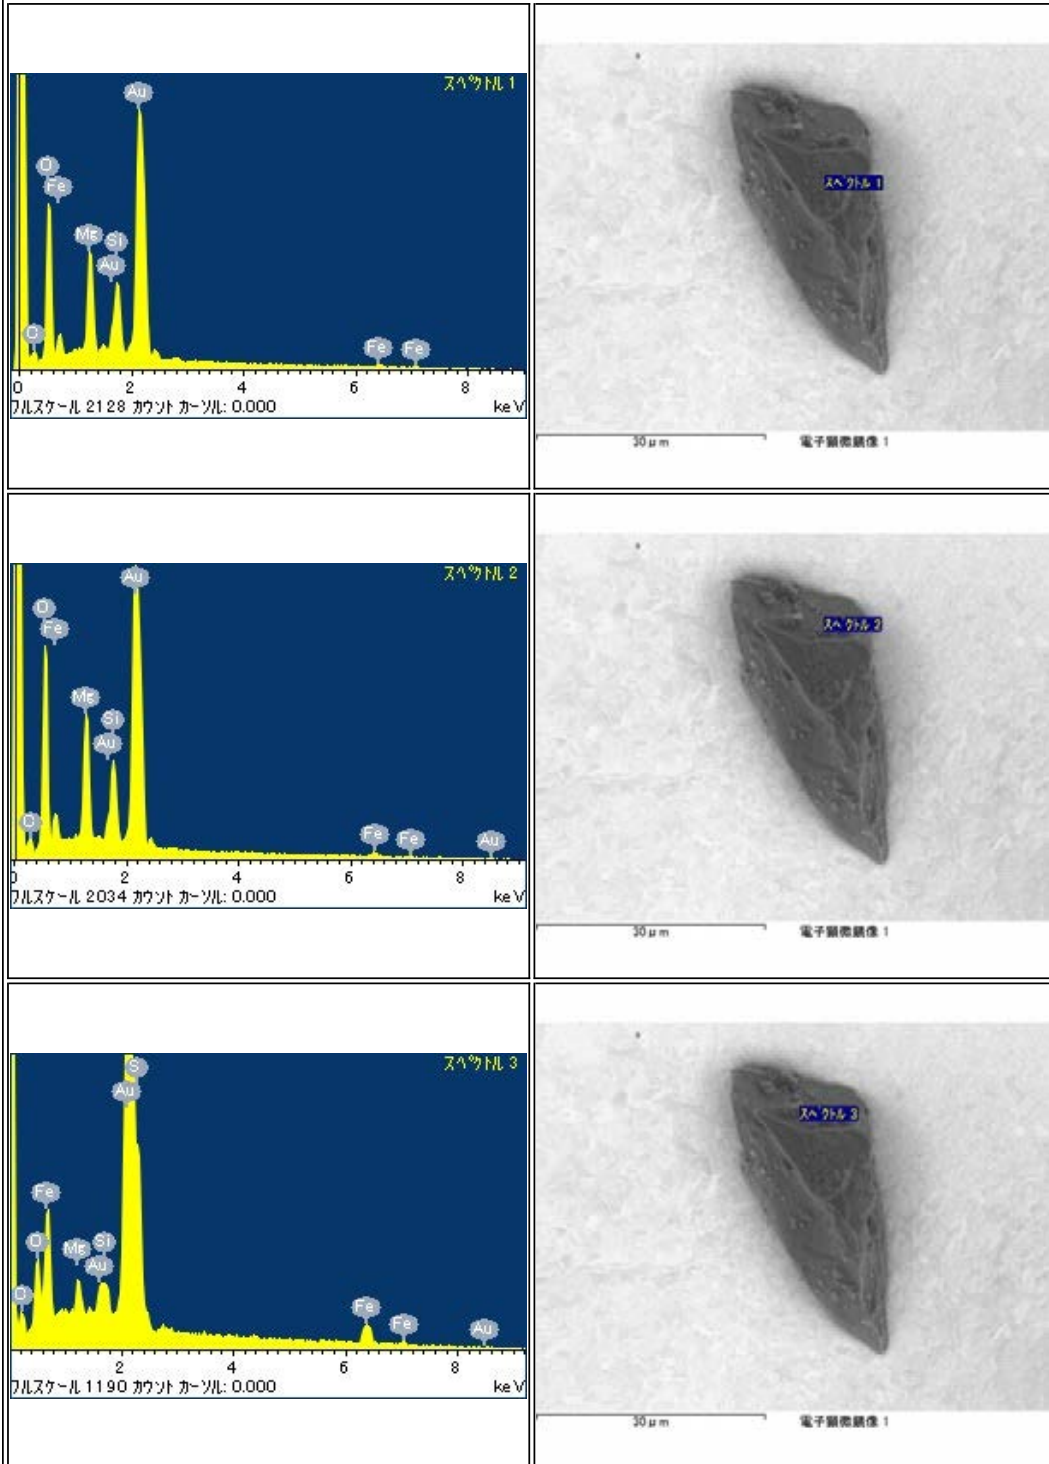 スペクトル 1
Au
O
Fe
Mg
Si
Au
C
Fe
Fe
0 2 4 6 8
フルスケール 2128 カウント カーソル: 0.000 keV
スペクトル 1
30μm 電子顕微鏡像 1
スペクトル 2
Au
O
Fe
Mg
Si
Au
C
Fe
Fe
Au
0 2 4 6 8
フルスケール 2034 カウント カーソル: 0.000 keV
スペクトル 2
30μm 電子顕微鏡像 1
スペクトル 3
S
Au
Fe
O
Mg
Si
Au
C
Fe
Fe
Au
2 4 6 8
フルスケール 1190 カウント カーソル: 0.000 keV
スペクトル 3
30μm 電子顕微鏡像 1